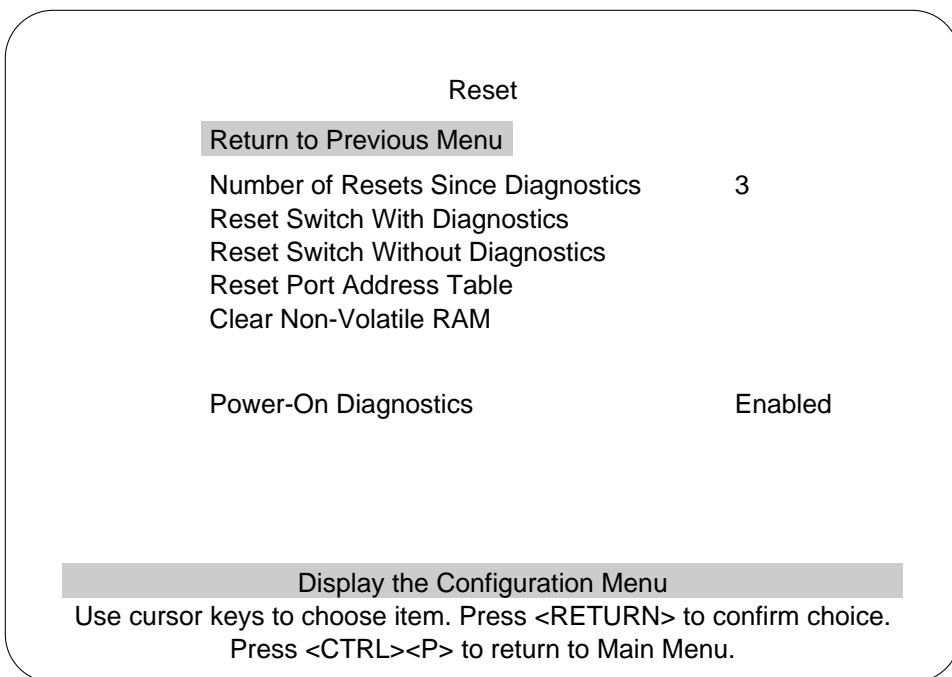 Reset
Return to Previous Menu
Number of Resets Since Diagnostics 3
Reset Switch With Diagnostics
Reset Switch Without Diagnostics
Reset Port Address Table
Clear Non-Volatile RAM
Power-On Diagnostics Enabled
Display the Configuration Menu
Use cursor keys to choose item. Press <RETURN> to confirm choice.
Press <CTRL><P> to return to Main Menu.